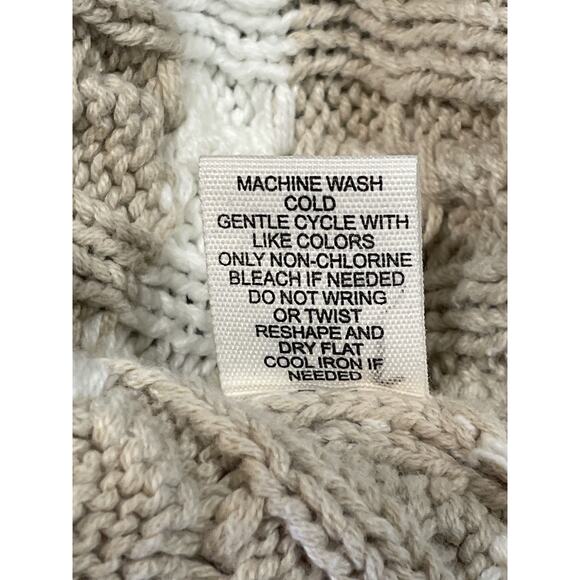 MACHINE WASH
COLD
GENTLE CYCLE WITH
LIKE COLORS
ONLY NON-CHLORINE
BLEACH IF NEEDED
DO NOT WRING
OR TWIST
RESHAPE AND
DRY FLAT
COOL IRON IF
NEEDED